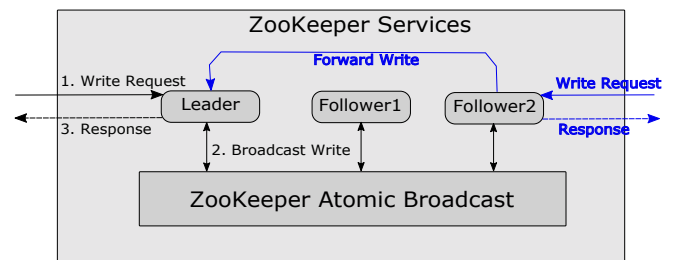 ZooKeeper Services
Forward Write
1. Write Request
Write Request
Leader
Follower1
Follower2
3. Response
Response
2. Broadcast Write
ZooKeeper Atomic Broadcast